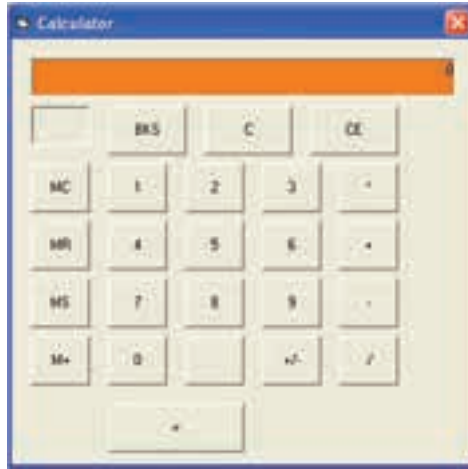 Calculator
0
BKS C CE
MC 1 2 3 *
MR 4 5 6 +
MS 7 8 9 -
M+ 0 +/- /